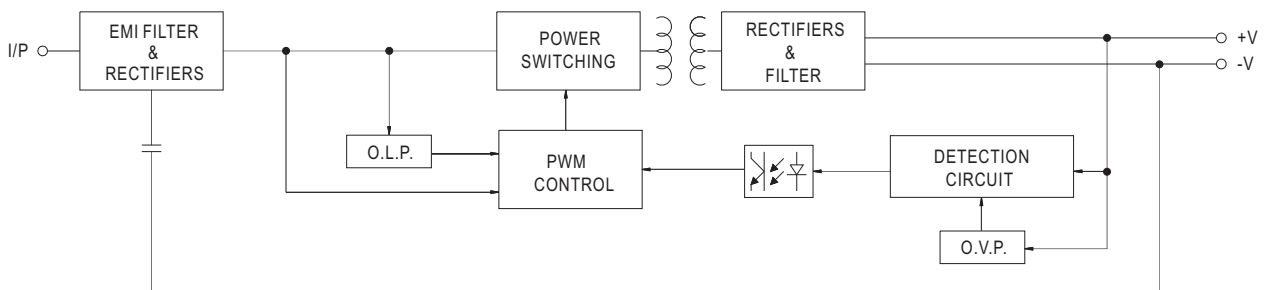 I/P
EMI FILTER
&
RECTIFIERS
POWER
SWITCHING
RECTIFIERS
&
FILTER
+V
-V
O.L.P.
PWM
CONTROL
DETECTION
CIRCUIT
O.V.P.